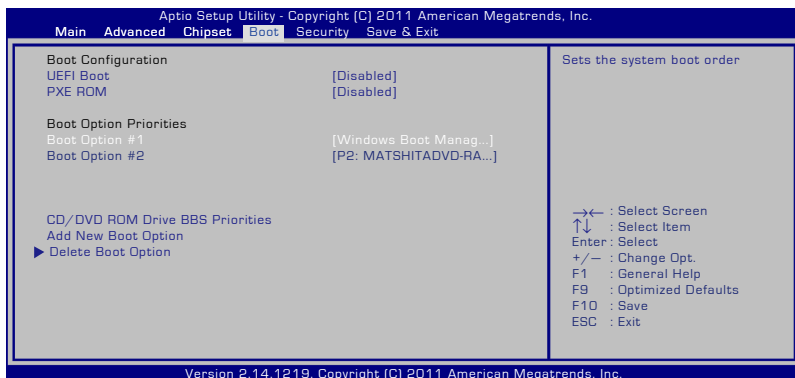 Aptio Setup Utility - Copyright (C) 2011 American Megatrends, Inc.
Main Advanced Chipset Boot Security Save & Exit
Boot Configuration
UEFI Boot [Disabled]
PXE ROM [Disabled]
Boot Option Priorities
Boot Option #1 [Windows Boot Manag...]
Boot Option #2 [P2: MATSHITADVD-RA...]
CD/DVD ROM Drive BBS Priorities
Add New Boot Option
▶ Delete Boot Option
Sets the system boot order
→← : Select Screen
↑↓ : Select Item
Enter : Select
+/− : Change Opt.
F1 : General Help
F9 : Optimized Defaults
F10 : Save
ESC : Exit
Version 2.14.1219. Copyright (C) 2011 American Megatrends, Inc.